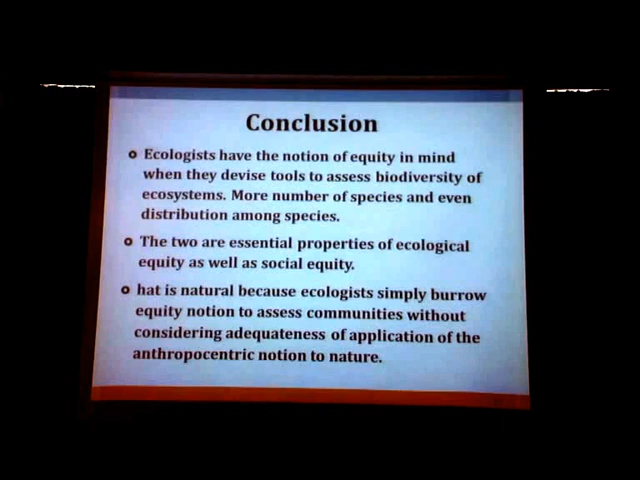 Conclusion
Ecologists have the notion of equity in mind
when they devise tools to assess biodiversity of
ecosystems. More number of species and even
distribution among species.
The two are essential properties of ecological
equity as well as social equity.
hat is natural because ecologists simply burrow
equity notion to assess communities without
considering adequateness of application of the
anthropocentric notion to nature.